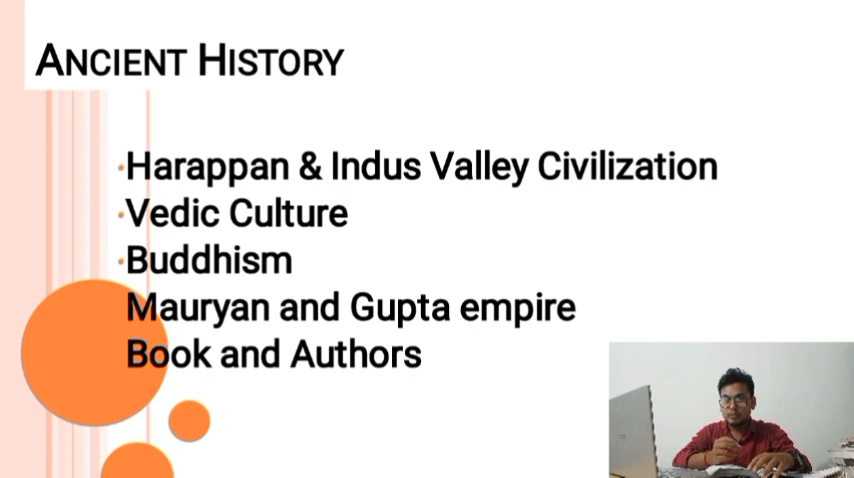 ANCIENT HISTORY
•Harappan & Indus Valley Civilization
•Vedic Culture
•Buddhism
Mauryan and Gupta empire
Book and Authors